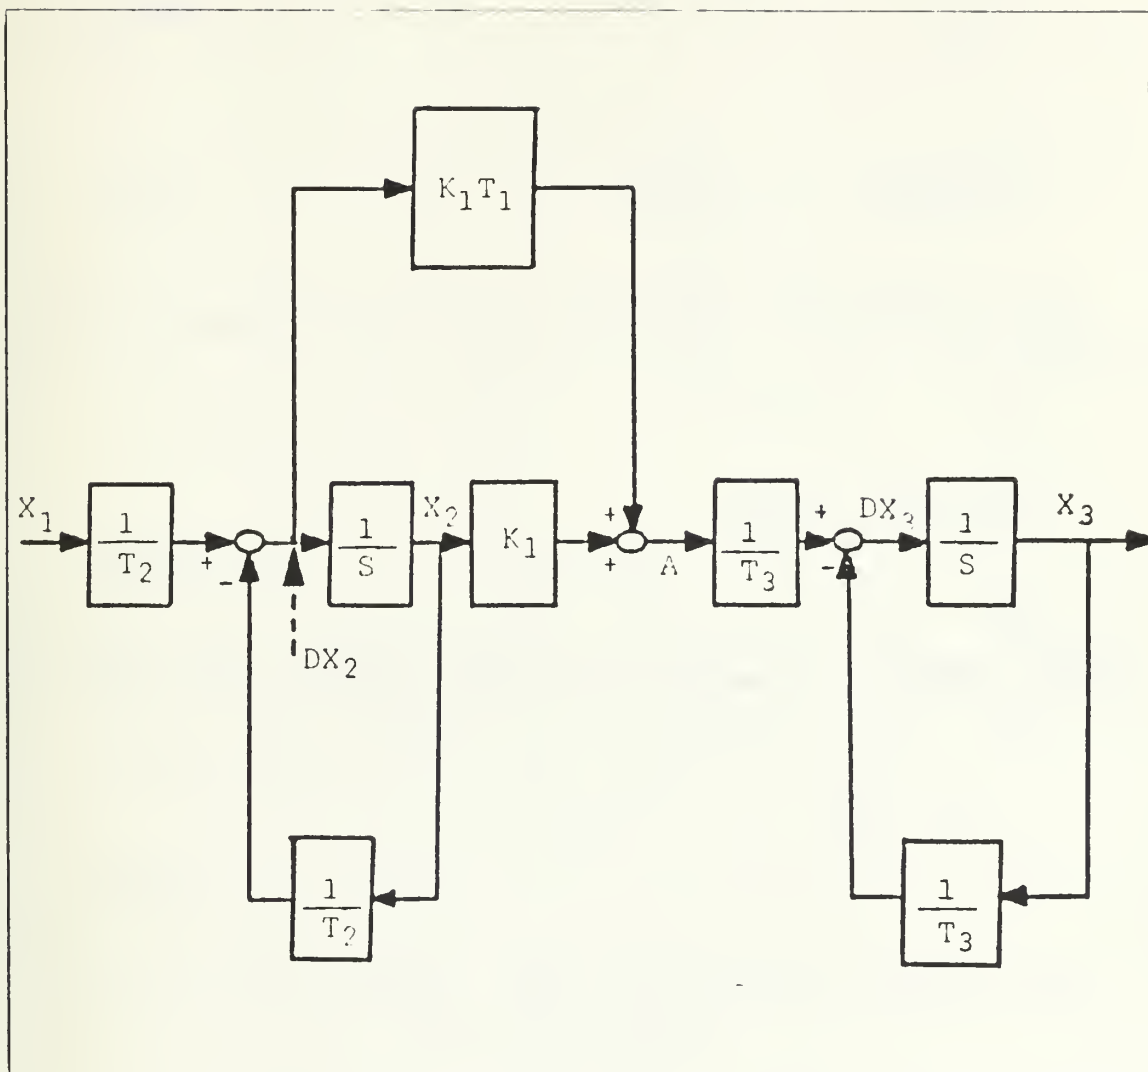 K₁T₁
X₁
1
T₂
+
-
DX₂
1
S
X₂
K₁
+
+
A
1
T₃
+
-
DX₃
1
S
X₃
1
T₂
1
T₃